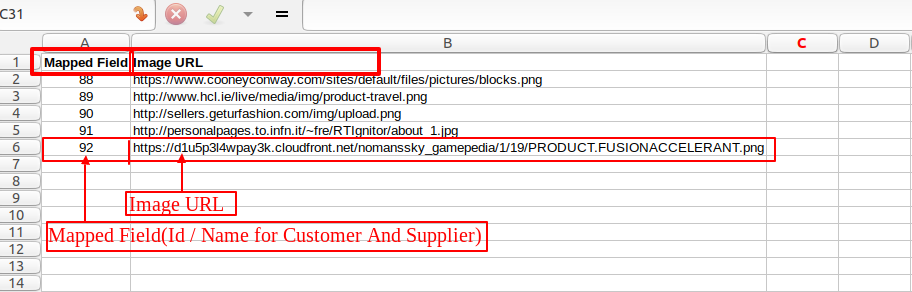 C31 =
A B C D
1 Mapped Field Image URL
2 88 https://www.cooneyconway.com/sites/default/files/pictures/blocks.png
3 89 http://www.hcl.ie/live/media/img/product-travel.png
4 90 http://sellers.geturfashion.com/img/upload.png
5 91 http://personalpages.to.infn.it/~fre/RTIgnitor/about_1.jpg
6 92 https://d1u5p3l4wpay3k.cloudfront.net/nomanssky_gamepedia/1/19/PRODUCT.FUSIONACCELERANT.png
7
8
9
Image URL
10
11 Mapped Field(Id / Name for Customer And Supplier)
12
13
14